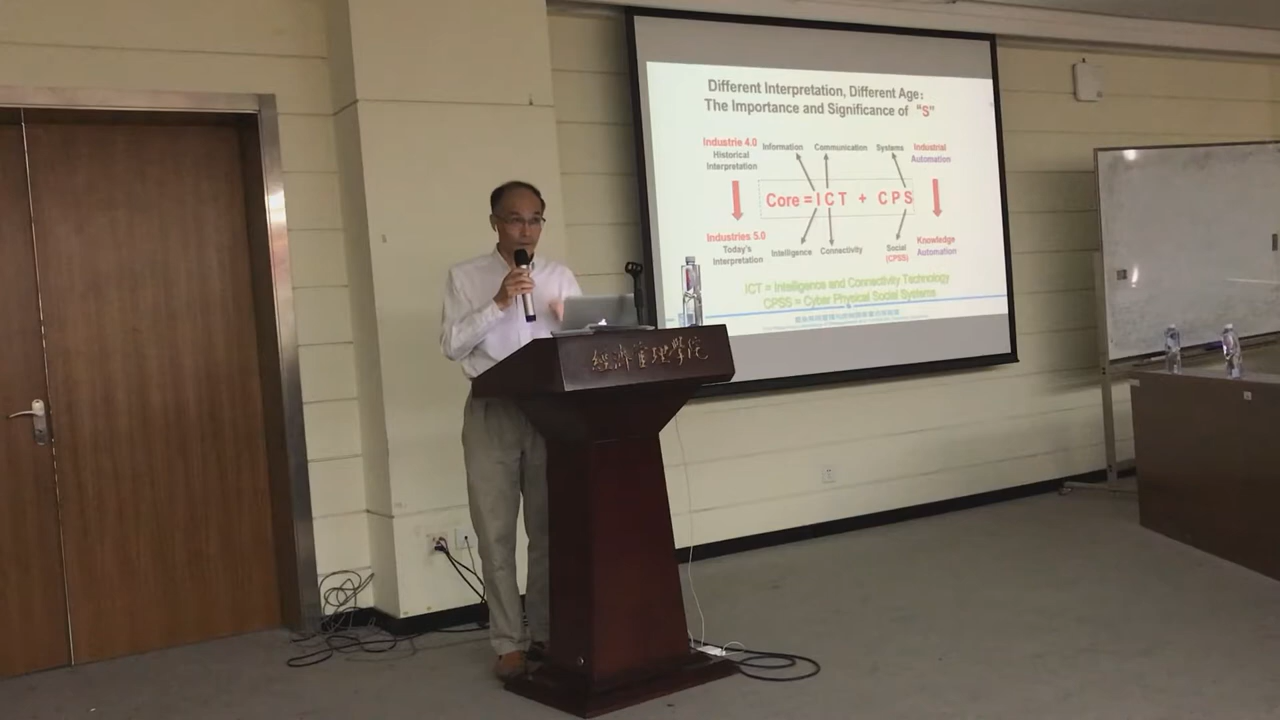 Different Interpretation, Different Age:
The Importance and Significance of "S"
Industrie 4.0
Historical
Interpretation
Information
Communication
Systems
Industrial
Automation
Core = I C T + C P S
Industries 5.0
Today's
Interpretation
Intelligence
Connectivity
Social
(CPSS)
Knowledge
Automation
ICT = Intelligence and Connectivity Technology
CPSS = Cyber Physical Social Systems
經濟管理學院